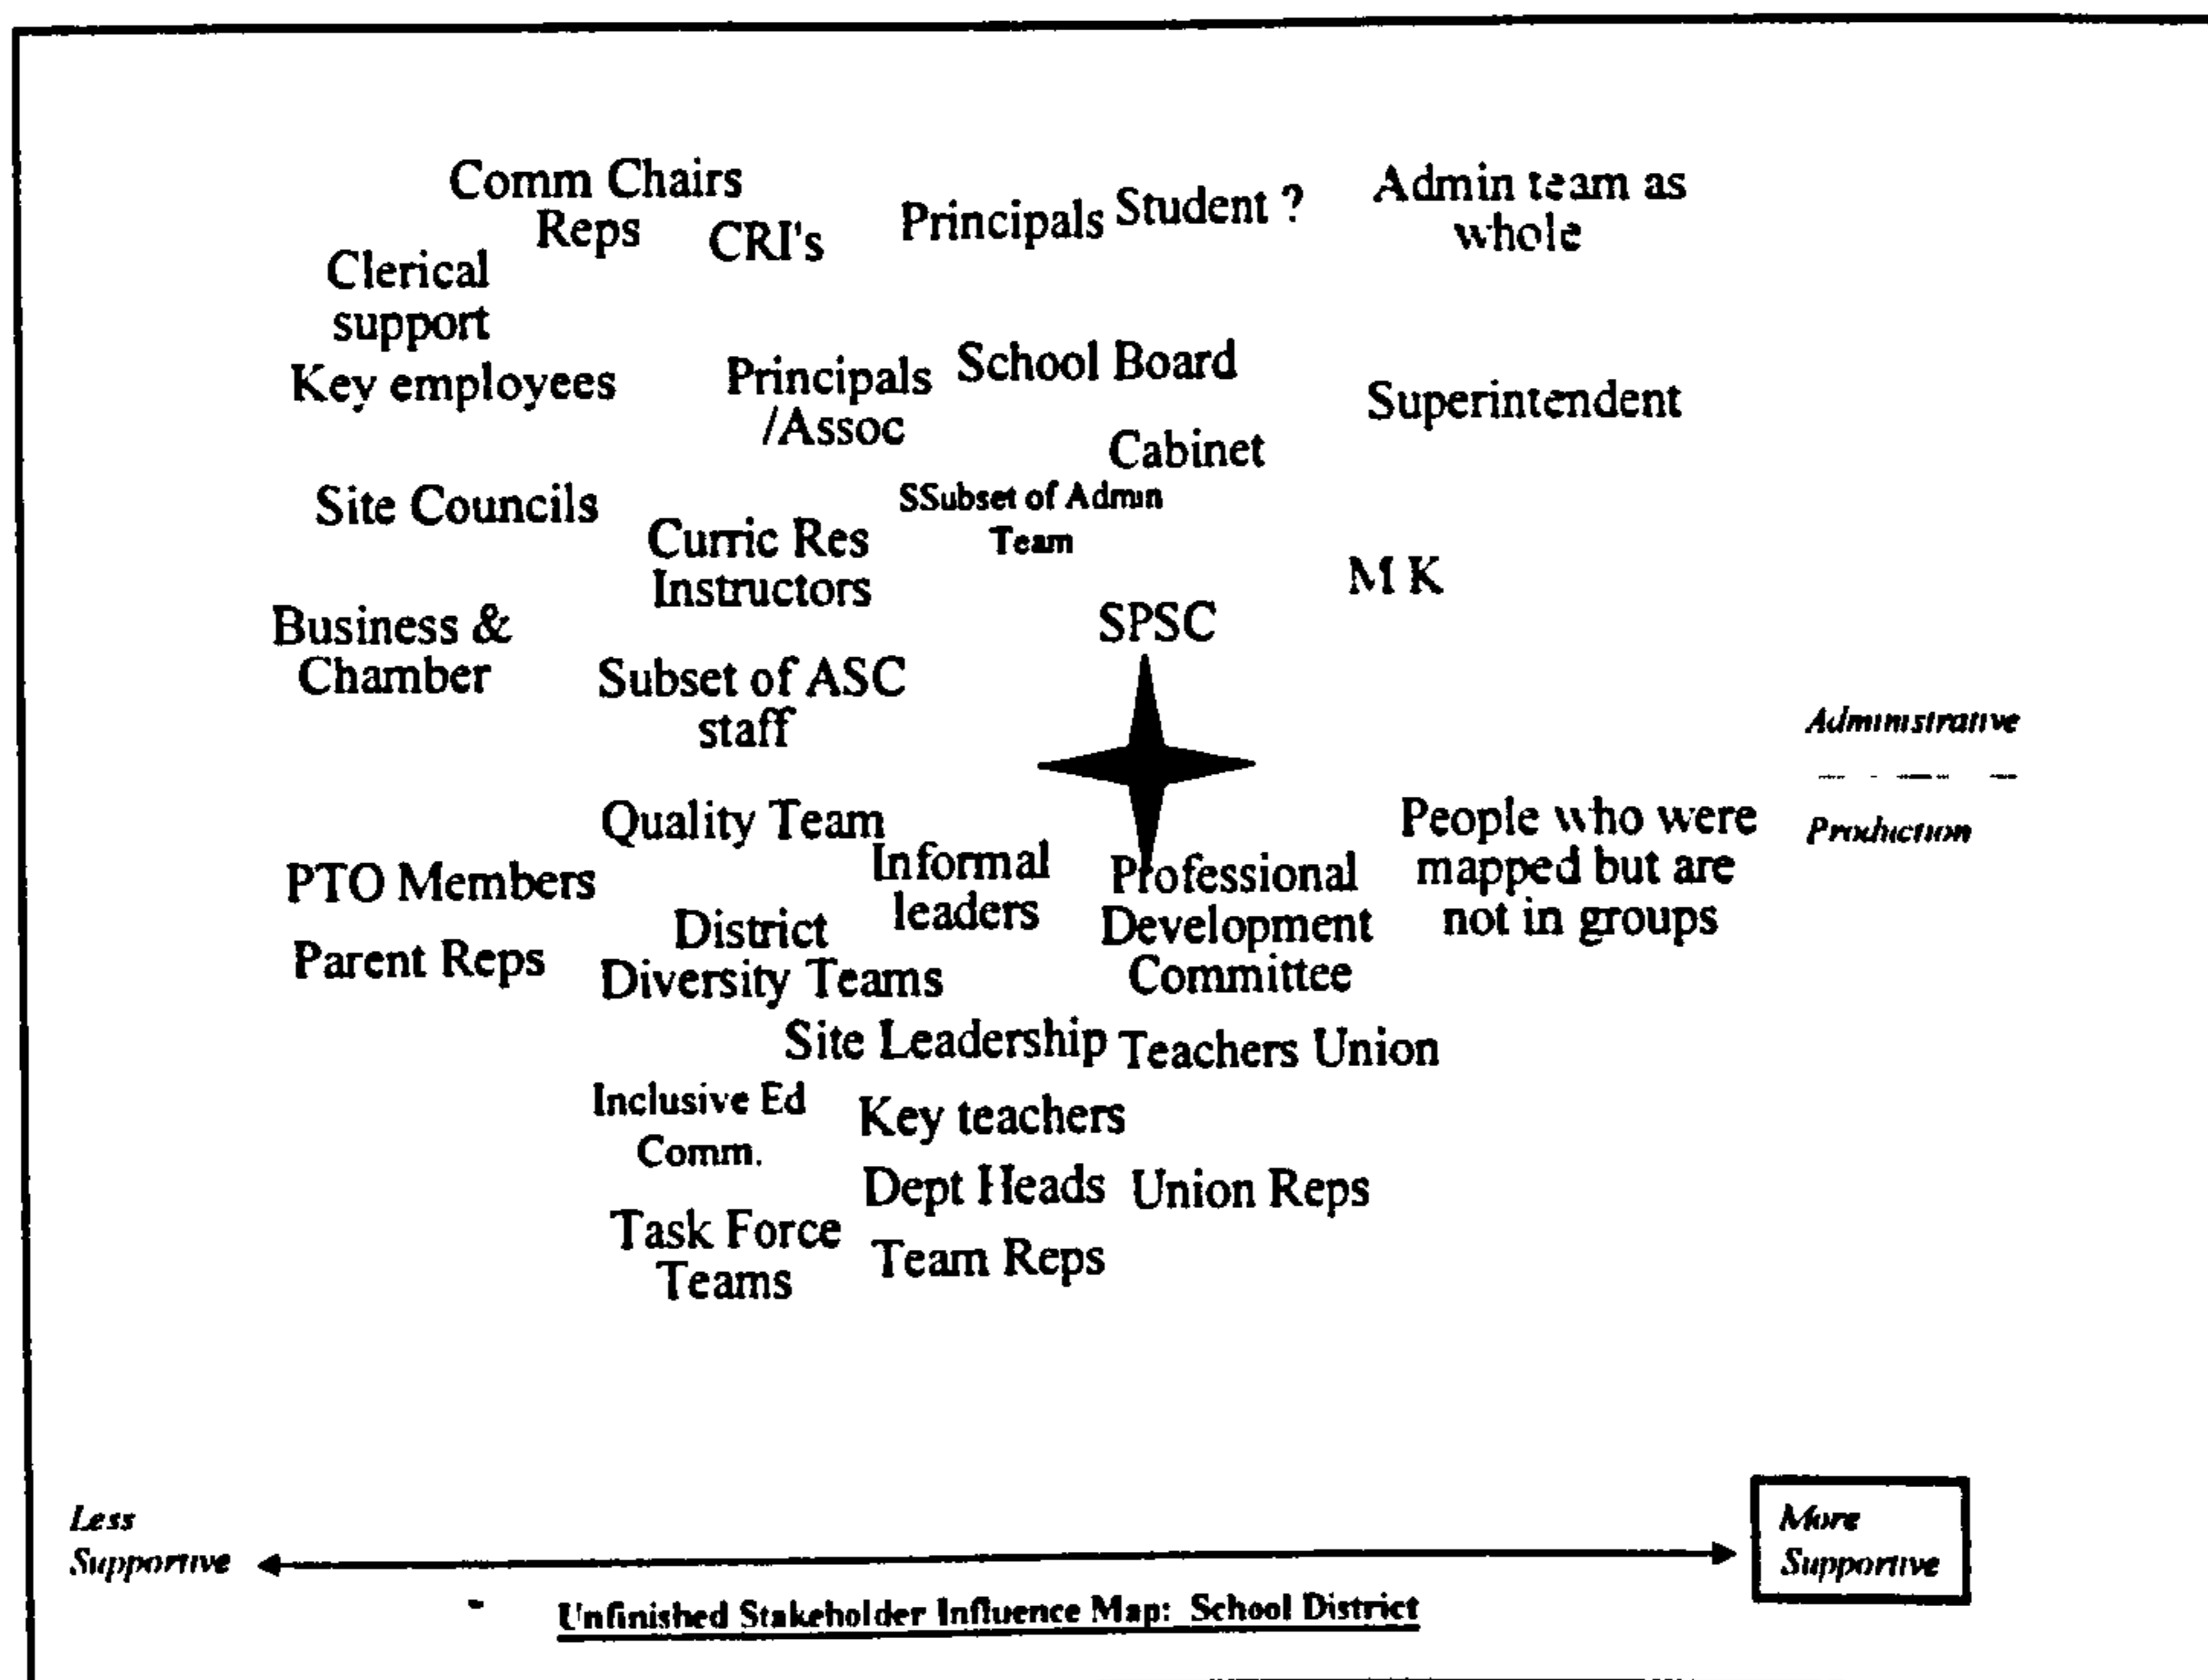 Comm Chairs
Reps
CRI's
Principals
Student ?
Admin team as
whole
Clerical
support
Key employees
Principals
/Assoc
School Board
Superintendent
Cabinet
Site Councils
SSubset of Admin
Team
Curric Res
Instructors
M K
Business &
Chamber
SPSC
Subset of ASC
staff
Administrative
Production
Quality Team
People who were
mapped but are
not in groups
PTO Members
Informal
leaders
Professional
Development
Committee
Parent Reps
District
Diversity Teams
Site Leadership
Teachers Union
Inclusive Ed
Comm.
Key teachers
Dept Heads
Union Reps
Task Force
Teams
Team Reps
Less
Supportive
More
Supportive
Unfinished Stakeholder Influence Map: School District